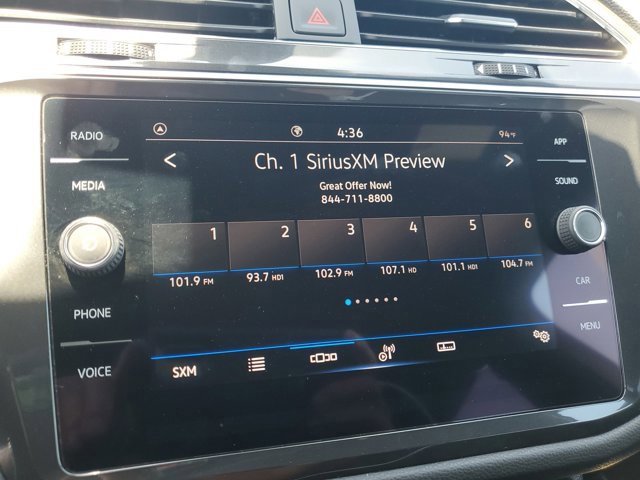 RADIO
MEDIA
PHONE
VOICE
4:36
94°F
< Ch. 1 SiriusXM Preview >
Great Offer Now!
844-711-8800
1 2 3 4 5 6
101.9 FM 93.7 HD1 102.9 FM 107.1 HD 101.1 HD1 104.7 FM
SXM
APP
SOUND
CAR
MENU